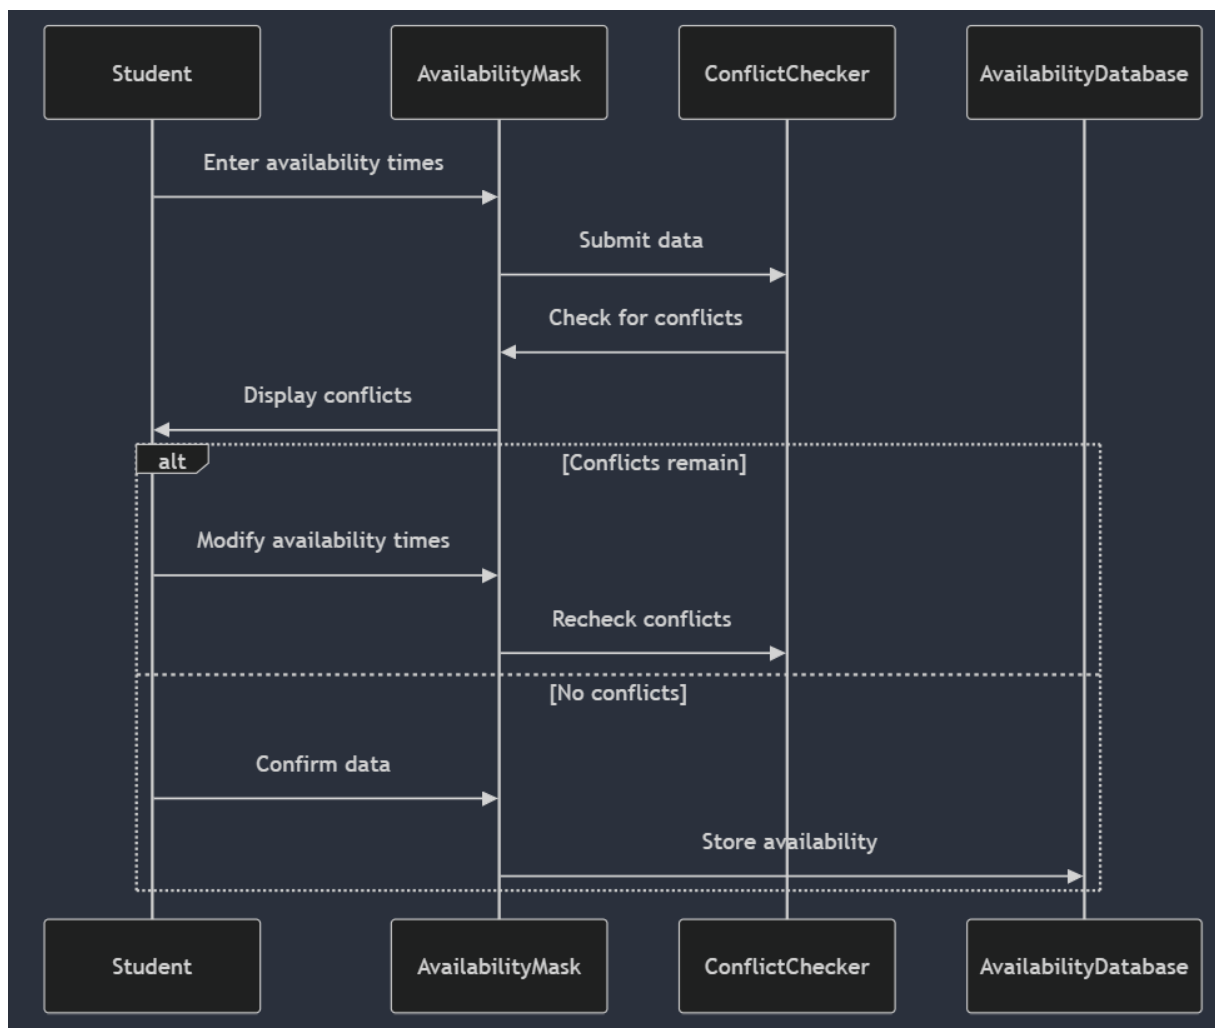 Student
AvailabilityMask
ConflictChecker
AvailabilityDatabase
Enter availability times
Submit data
Check for conflicts
Display conflicts
alt
[Conflicts remain]
Modify availability times
Recheck conflicts
[No conflicts]
Confirm data
Store availability
Student
AvailabilityMask
ConflictChecker
AvailabilityDatabase